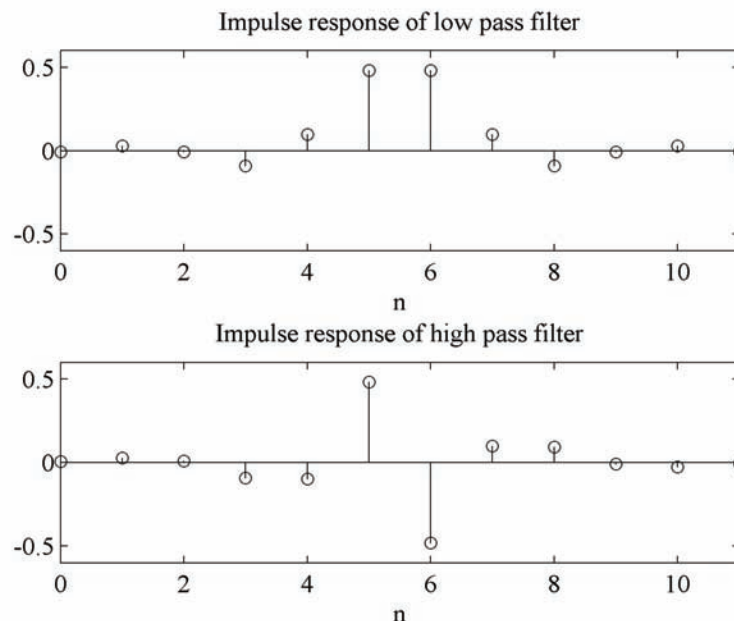 Impulse response of low pass filter
0.5
0
-0.5
0 2 4 6 8 10
n
Impulse response of high pass filter
0.5
0
-0.5
0 2 4 6 8 10
n